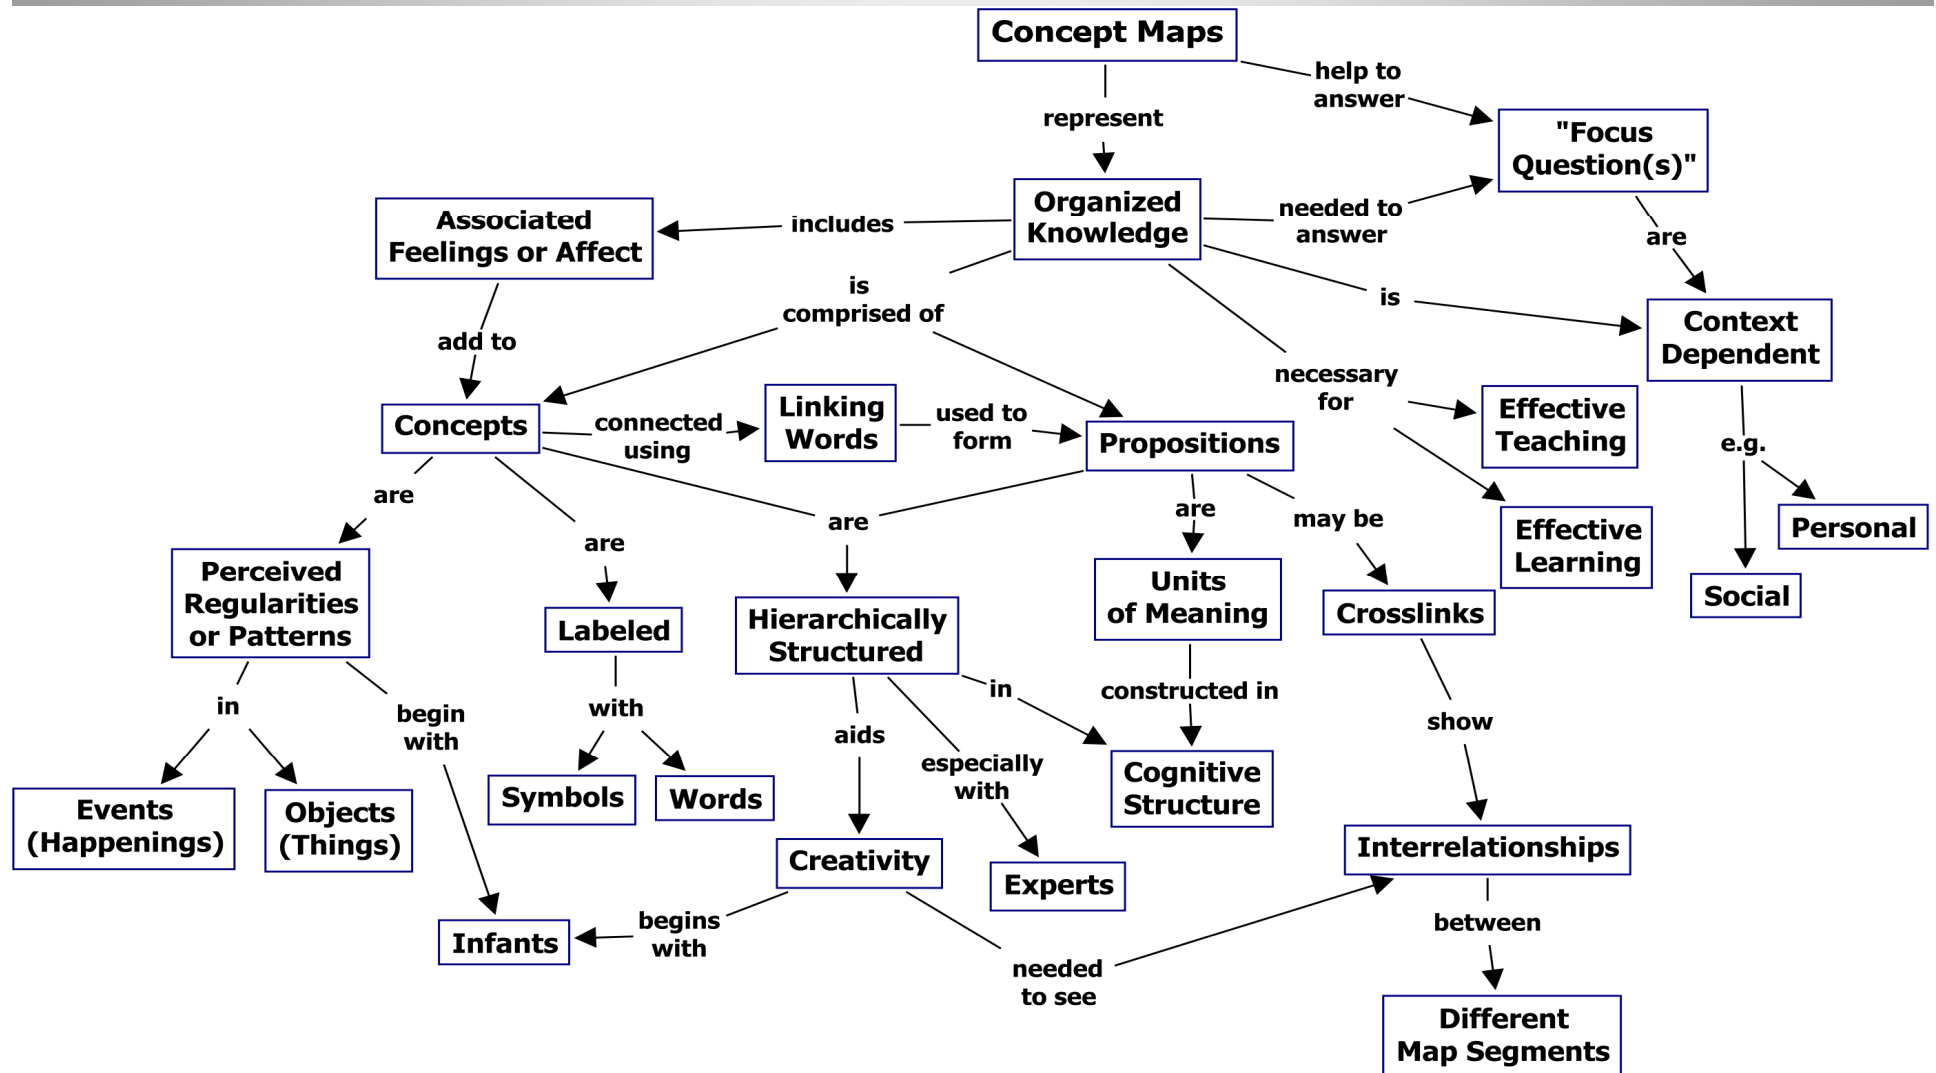 Concept Maps
help to
answer
represent
"Focus
Question(s)"
Organized
Knowledge
needed to
answer
includes
Associated
Feelings or Affect
are
is
comprised of
is
Context
Dependent
add to
necessary
for
Effective
Teaching
Concepts
connected
using
Linking
Words
used to
form
Propositions
e.g.
are
are
are
are
may be
Effective
Learning
Personal
Social
Perceived
Regularities
or Patterns
Labeled
Hierarchically
Structured
Units
of Meaning
Crosslinks
in
begin
with
with
aids
in
constructed in
show
especially
with
Events
(Happenings)
Objects
(Things)
Symbols
Words
Cognitive
Structure
Creativity
Experts
Interrelationships
Infants
begins
with
needed
to see
between
Different
Map Segments